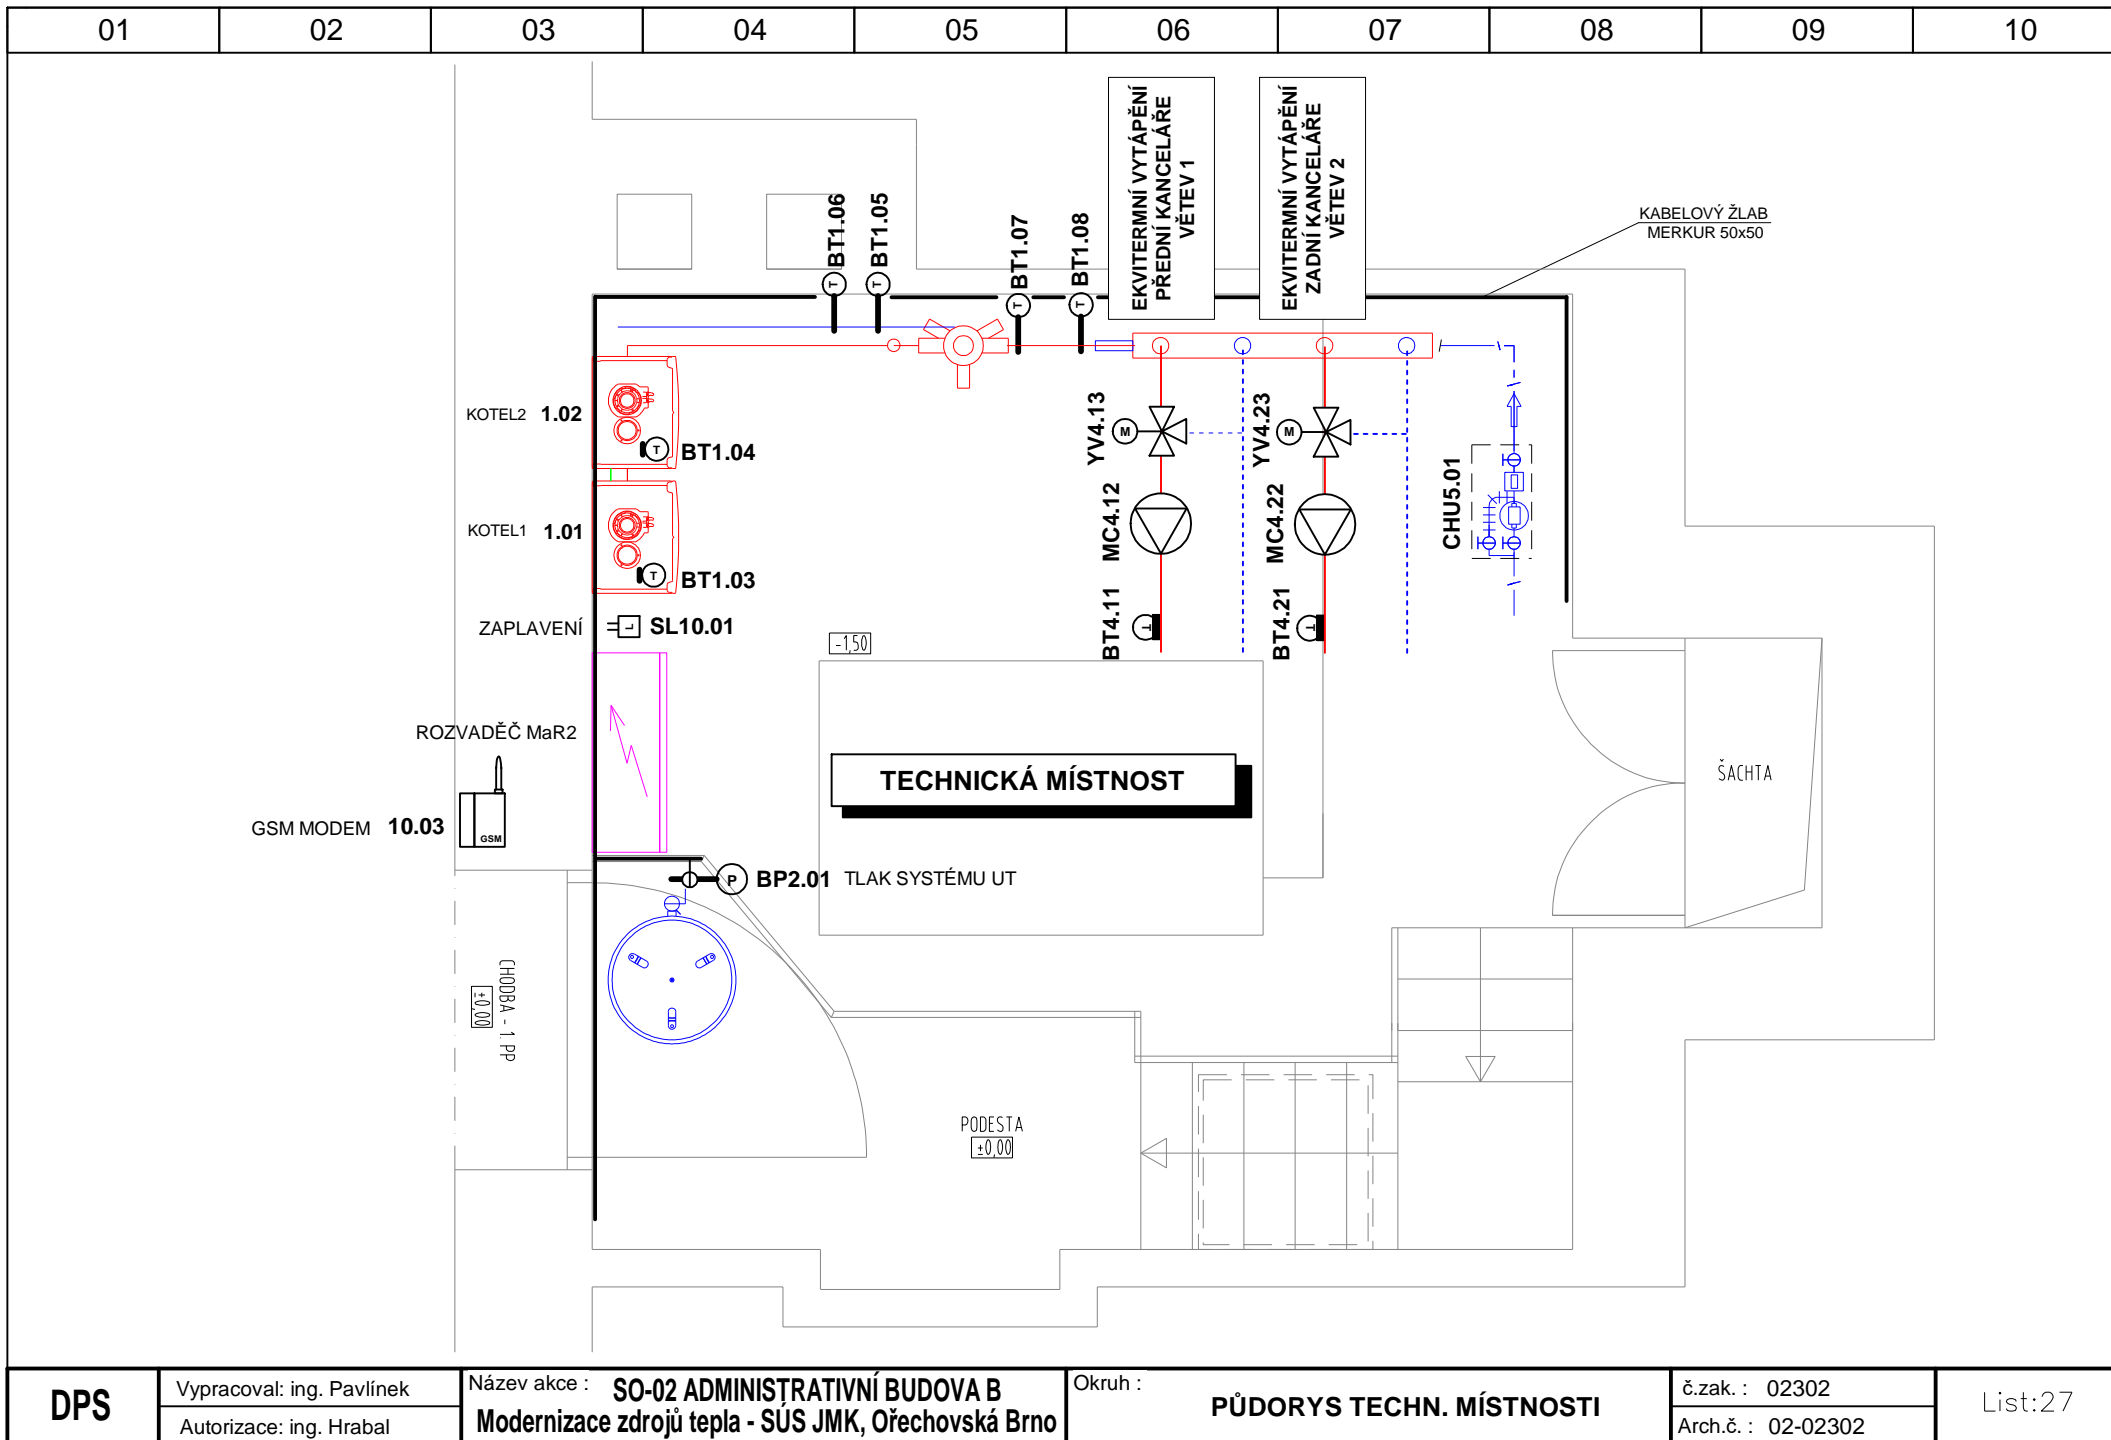 01 02 03 04 05 06 07 08 09 10
EKVITERMNÍ VYTÁPĚNÍ
PŘEDNÍ KANCELÁŘE
VĚTEV 1
EKVITERMNÍ VYTÁPĚNÍ
ZADNÍ KANCELÁŘE
VĚTEV 2
KABELOVÝ ŽLAB
MERKUR 50x50
BT1.06
BT1.05
BT1.07
BT1.08
T
T
T
T
KOTEL2 1.02
T
BT1.04
KOTEL1 1.01
T
BT1.03
YV4.13
M
YV4.23
M
MC4.12
MC4.22
CHU5.01
BT4.11
T
BT4.21
T
ZAPLAVENÍ
L
SL10.01
-1,50
ROZVADĚČ MaR2
TECHNICKÁ MÍSTNOST
ŠACHTA
GSM MODEM 10.03
GSM
P
BP2.01 TLAK SYSTÉMU UT
CHODBA - 1. PP
±0,00
PODESTA
±0,00
DPS
Vypracoval: ing. Pavlínek
Autorizace: ing. Hrabal
Název akce : SO-02 ADMINISTRATIVNÍ BUDOVA B
Modernizace zdrojů tepla - SÚS JMK, Ořechovská Brno
Okruh :
PŮDORYS TECHN. MÍSTNOSTI
č.zak. : 02302
Arch.č. : 02-02302
List:27